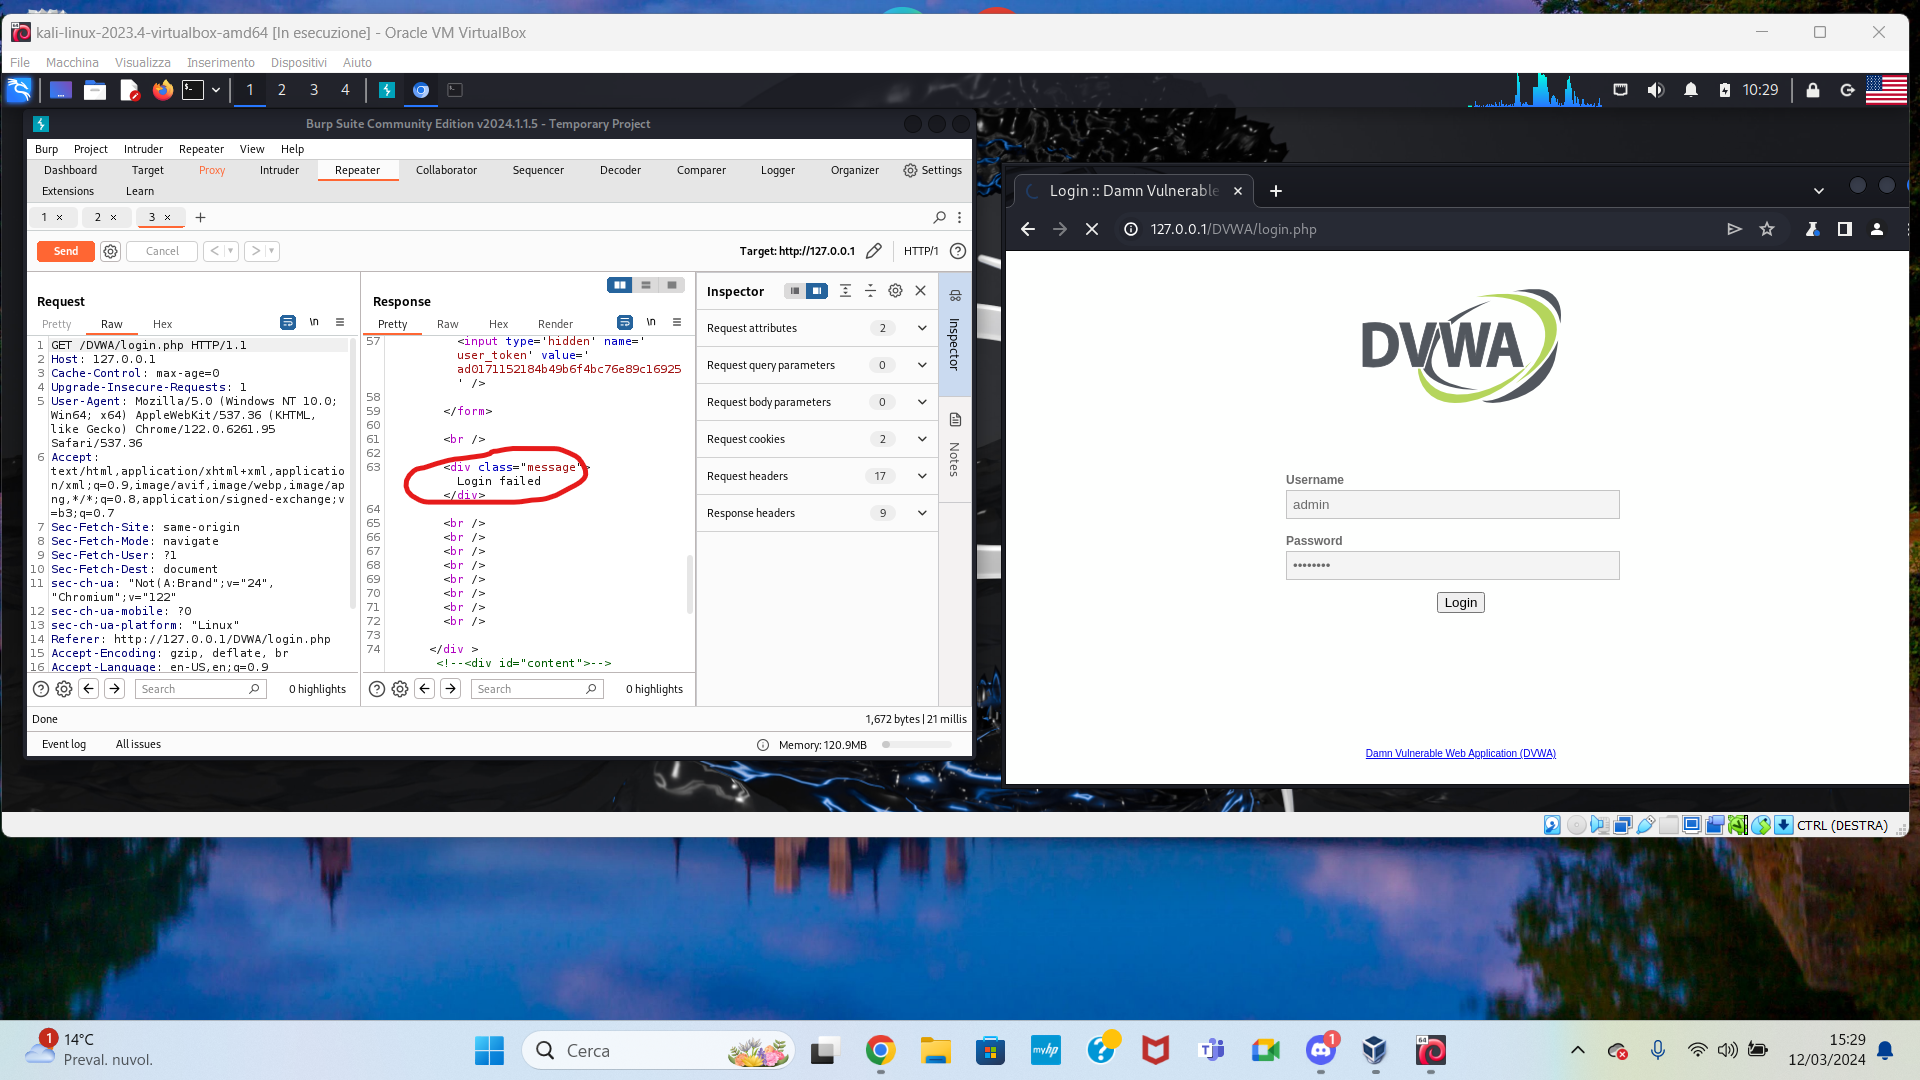 kali-linux-2023.4-virtualbox-amd64 [In esecuzione] - Oracle VM VirtualBox
File Macchina Visualizza Inserimento Dispositivi Aiuto
1 2 3 4 10:29
Burp Suite Community Edition v2024.1.1.5 - Temporary Project
Burp Project Intruder Repeater View Help
Dashboard Target Proxy Intruder Repeater Collaborator Sequencer Decoder Comparer Logger Organizer Settings
Extensions Learn
1 × 2 × 3 × +
Send Cancel < > Target: http://127.0.0.1 HTTP/1
Request
Pretty Raw Hex \n
1 GET /DVWA/login.php HTTP/1.1
2 Host: 127.0.0.1
3 Cache-Control: max-age=0
4 Upgrade-Insecure-Requests: 1
5 User-Agent: Mozilla/5.0 (Windows NT 10.0;
Win64; x64) AppleWebKit/537.36 (KHTML,
like Gecko) Chrome/122.0.6261.95
Safari/537.36
6 Accept:
text/html,application/xhtml+xml,applicatio
n/xml;q=0.9,image/avif,image/webp,image/ap
ng,*/*;q=0.8,application/signed-exchange;v
=b3;q=0.7
7 Sec-Fetch-Site: same-origin
8 Sec-Fetch-Mode: navigate
9 Sec-Fetch-User: ?1
10 Sec-Fetch-Dest: document
11 sec-ch-ua: "Not(A:Brand";v="24",
"Chromium";v="122"
12 sec-ch-ua-mobile: ?0
13 sec-ch-ua-platform: "Linux"
14 Referer: http://127.0.0.1/DVWA/login.php
15 Accept-Encoding: gzip, deflate, br
16 Accept-Language: en-US,en;q=0.9
Search 0 highlights
Response
Pretty Raw Hex Render \n
57 <input type='hidden' name='
user_token' value='
ad0171152184b49b6f4bc76e89c16925
' />
58
59 </form>
60
61 <br />
62
63 <div class="message">
Login failed
</div>
64
65 <br />
66 <br />
67 <br />
68 <br />
69 <br />
70 <br />
71 <br />
72 <br />
73
74 </div >
<!--<div id="content">-->
Search 0 highlights
Inspector
Request attributes 2
Request query parameters 0
Request body parameters 0
Request cookies 2
Request headers 17
Response headers 9
Inspector
Notes
Done 1,672 bytes | 21 millis
Event log All issues Memory: 120.9MB
Login :: Damn Vulnerable
127.0.0.1/DVWA/login.php
DVWA
Username
admin
Password
••••••••
Login
Damn Vulnerable Web Application (DVWA)
CTRL (DESTRA)
1
14°C
Preval. nuvol.
Cerca
myhp
1
64
15:29
12/03/2024